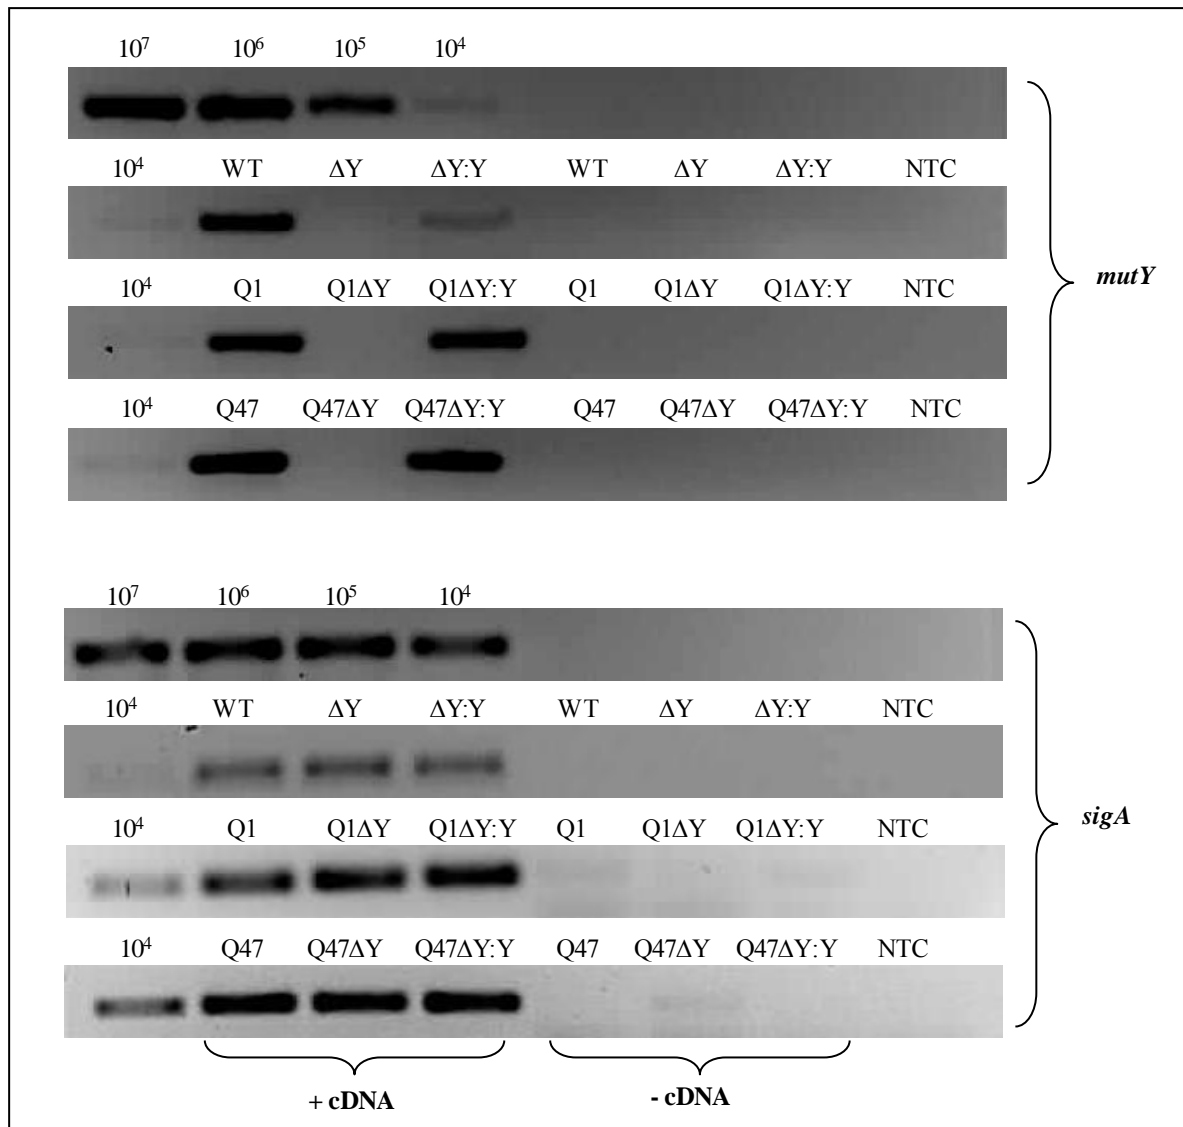 10⁷ 10⁶ 10⁵ 10⁴
10⁴ WT ΔY ΔY:Y WT ΔY ΔY:Y NTC
10⁴ Q1 Q1ΔY Q1ΔY:Y Q1 Q1ΔY Q1ΔY:Y NTC
mutY
10⁴ Q47 Q47ΔY Q47ΔY:Y Q47 Q47ΔY Q47ΔY:Y NTC
10⁷ 10⁶ 10⁵ 10⁴
10⁴ WT ΔY ΔY:Y WT ΔY ΔY:Y NTC
10⁴ Q1 Q1ΔY Q1ΔY:Y Q1 Q1ΔY Q1ΔY:Y NTC
sigA
10⁴ Q47 Q47ΔY Q47ΔY:Y Q47 Q47ΔY Q47ΔY:Y NTC
+ cDNA - cDNA